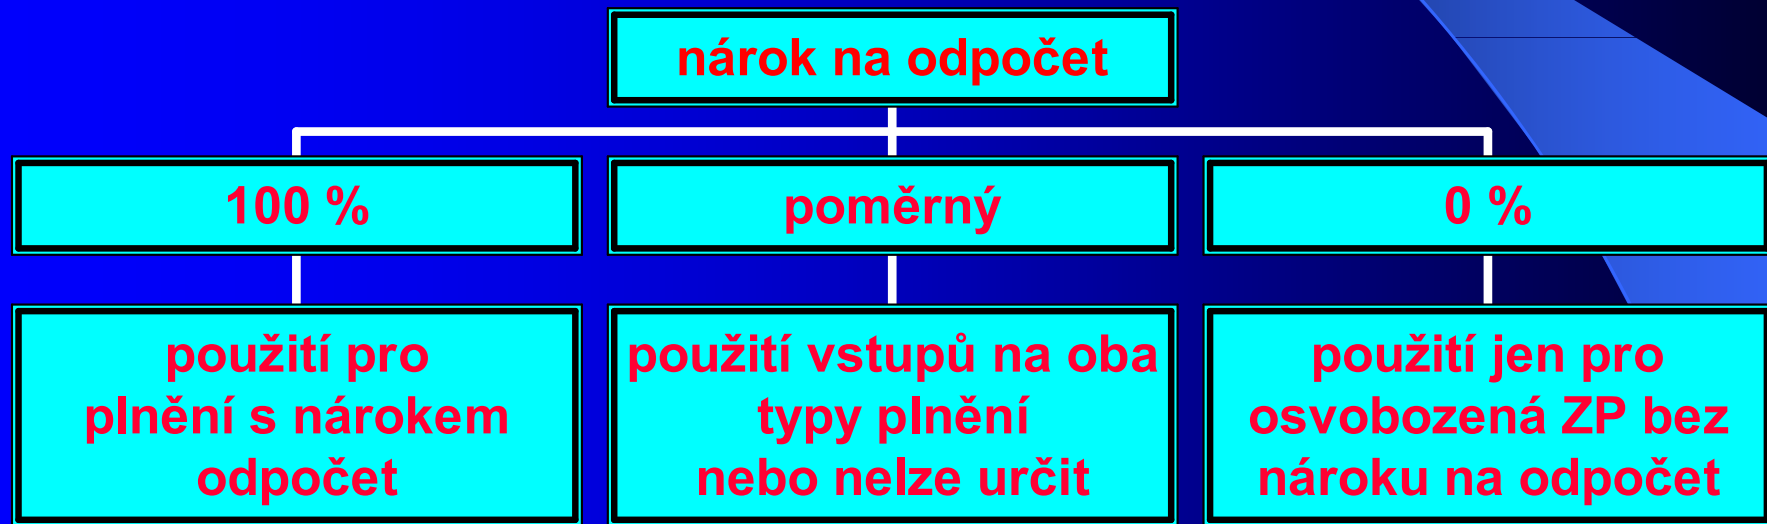 nárok na odpočet
100 %
poměrný
0 %
použití pro
plnění s nárokem
odpočet
použití vstupů na oba
typy plnění
nebo nelze určit
použití jen pro
osvobozená ZP bez
nároku na odpočet